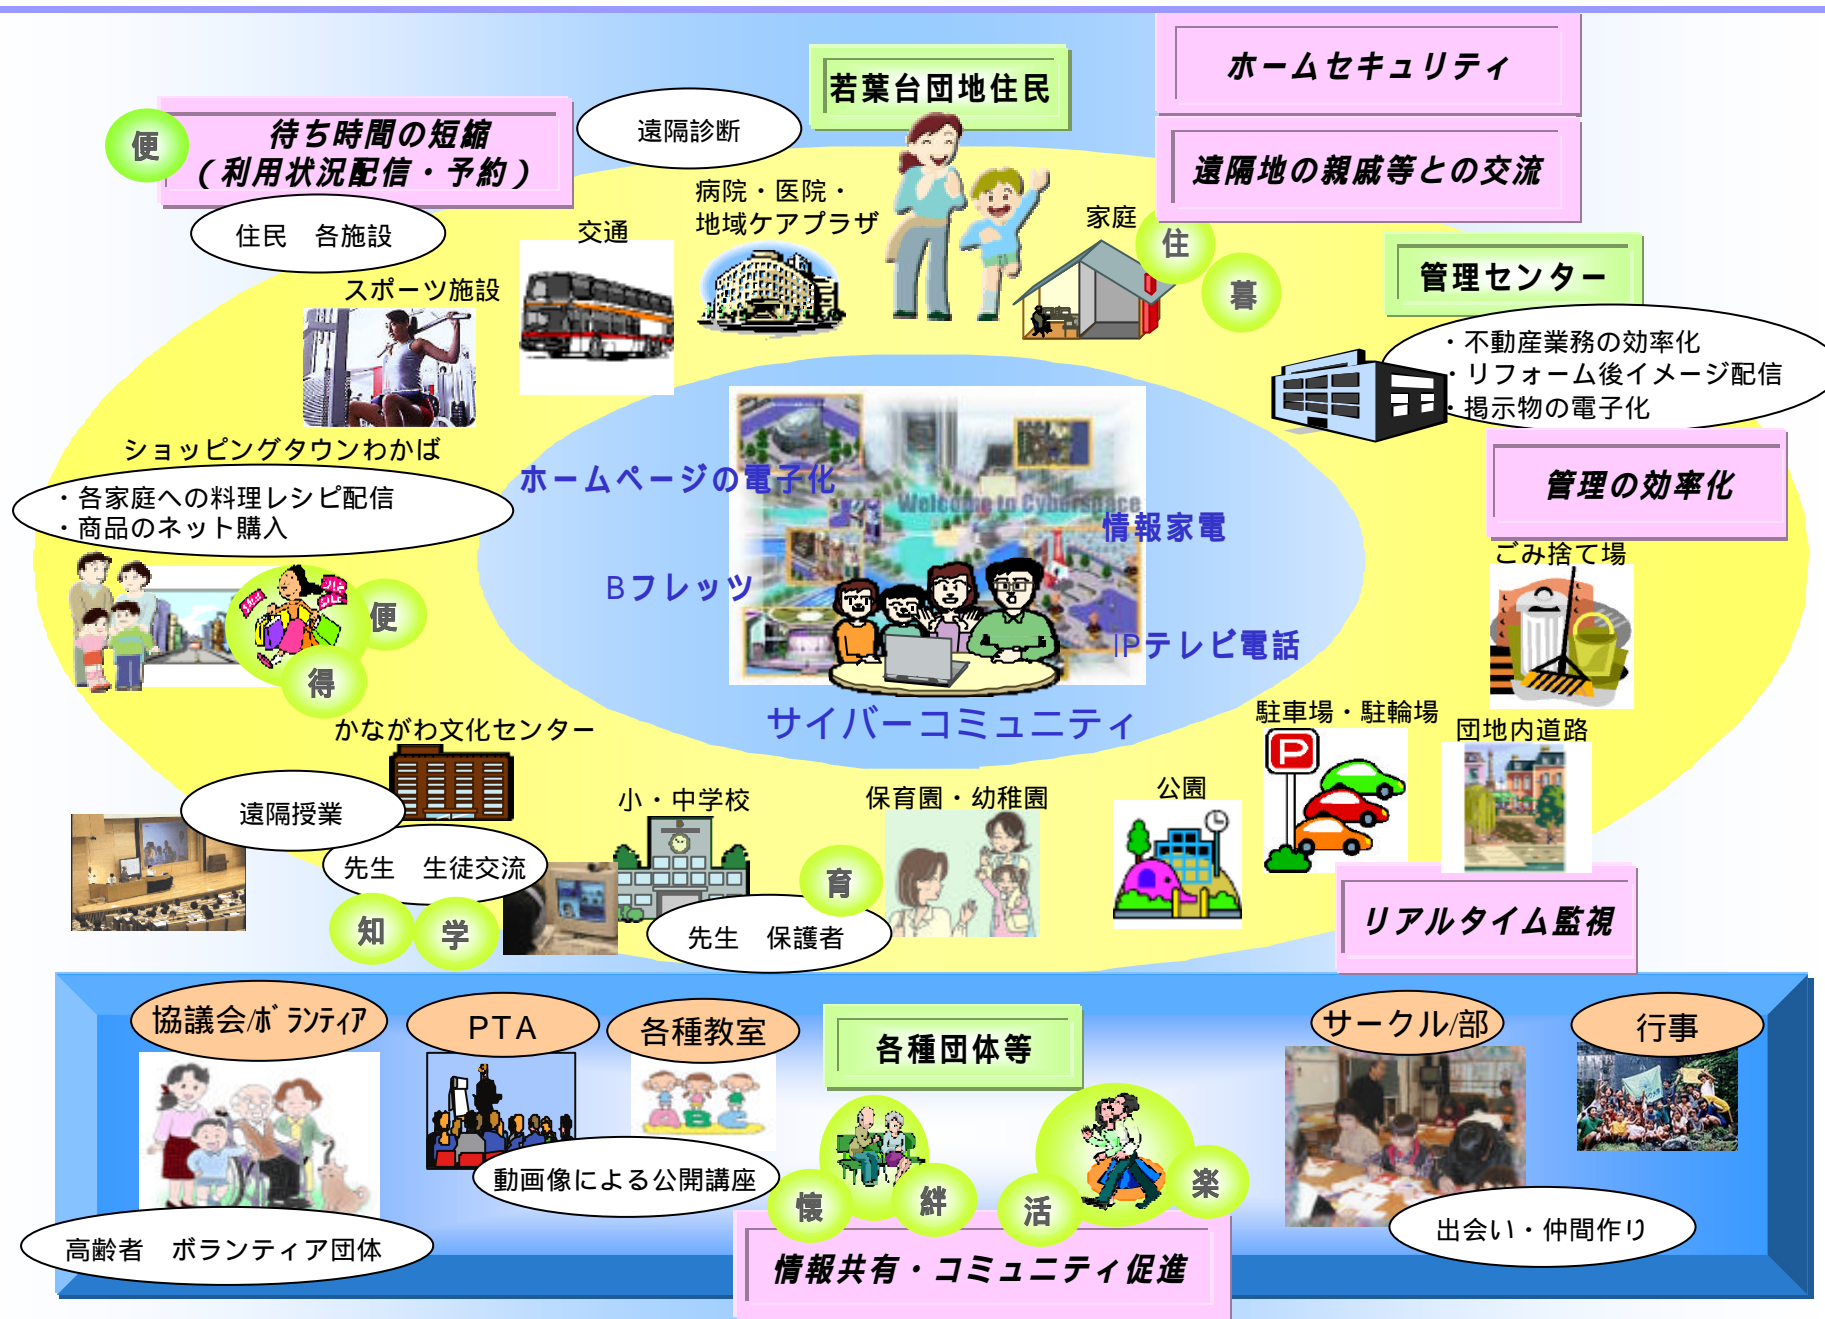 ホームセキュリティ
若葉台団地住民
便
待ち時間の短縮
（利用状況配信・予約）
遠隔診断
遠隔地の親戚等との交流
病院・医院・
地域ケアプラザ
住民　各施設
交通
家庭
住
暮
管理センター
スポーツ施設
・不動産業務の効率化
・リフォーム後イメージ配信
・掲示物の電子化
ショッピングタウンわかば
・各家庭への料理レシピ配信
・商品のネット購入
ホームページの電子化
Welcome to Cyberspace
情報家電
管理の効率化
ごみ捨て場
Bフレッツ
便
得
IPテレビ電話
サイバーコミュニティ
かながわ文化センター
駐車場・駐輪場
P
団地内道路
遠隔授業
小・中学校
保育園・幼稚園
公園
先生　生徒交流
育
知
学
先生　保護者
リアルタイム監視
協議会/ボランティア
PTA
各種教室
各種団体等
サークル/部
行事
ABC
動画像による公開講座
懐
絆
活
楽
高齢者　ボランティア団体
出会い・仲間作り
情報共有・コミュニティ促進